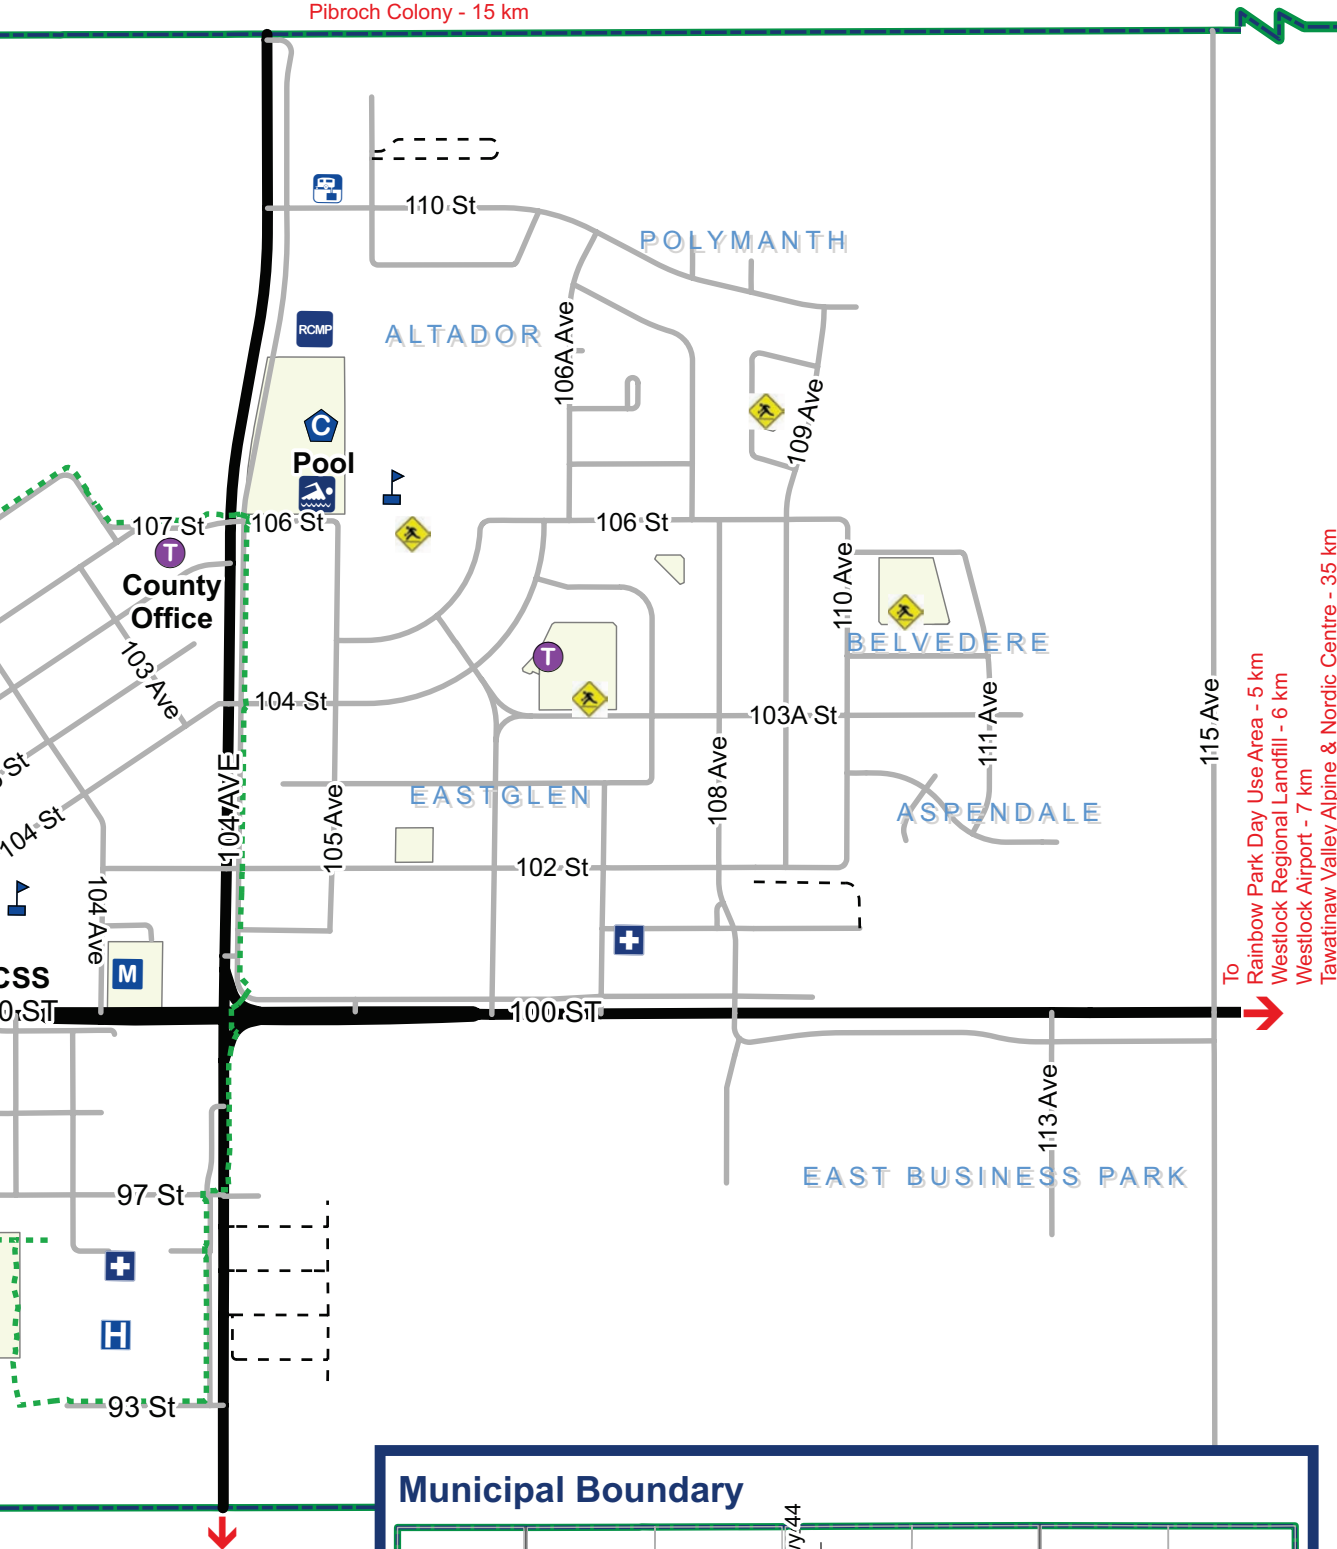 Pibroch Colony - 15 km
110 St
POLYMANTH
RCMP
ALTADOR
106A Ave
109 Ave
C
Pool
107 St
106 St
106 St
T
County
Office
110 Ave
BELVEDERE
103 Ave
T
104 St
103A St
111 Ave
115 Ave
St
104 AVE
108 Ave
EASTGLEN
105 Ave
ASPENDALE
104 St
102 St
104 Ave
M
CSS
0 ST
100 ST
To
Rainbow Park Day Use Area - 5 km
Westlock Regional Landfill - 6 km
Westlock Airport - 7 km
Tawatinaw Valley Alpine & Nordic Centre - 35 km
113 Ave
EAST BUSINESS PARK
97 St
H
93 St
Municipal Boundary
y 44